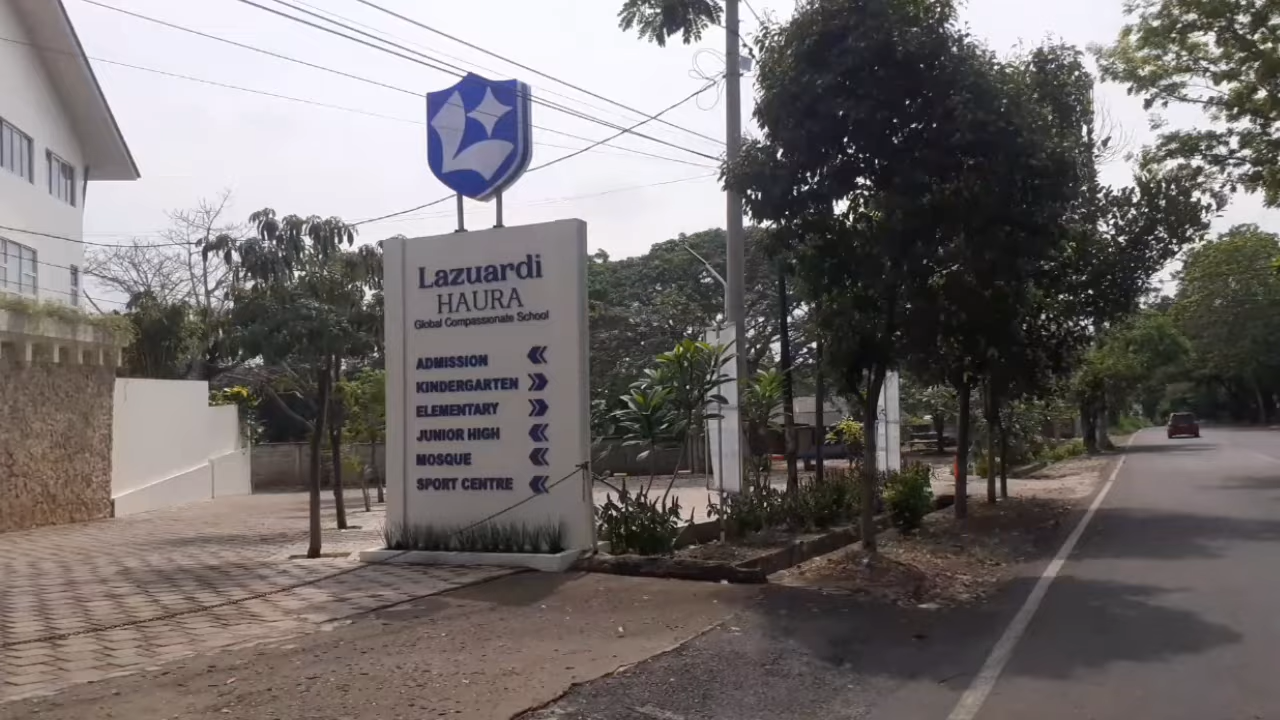 Lazuardi
HAURA
Global Compassionate School
ADMISSION
KINDERGARTEN
ELEMENTARY
JUNIOR HIGH
MOSQUE
SPORT CENTRE